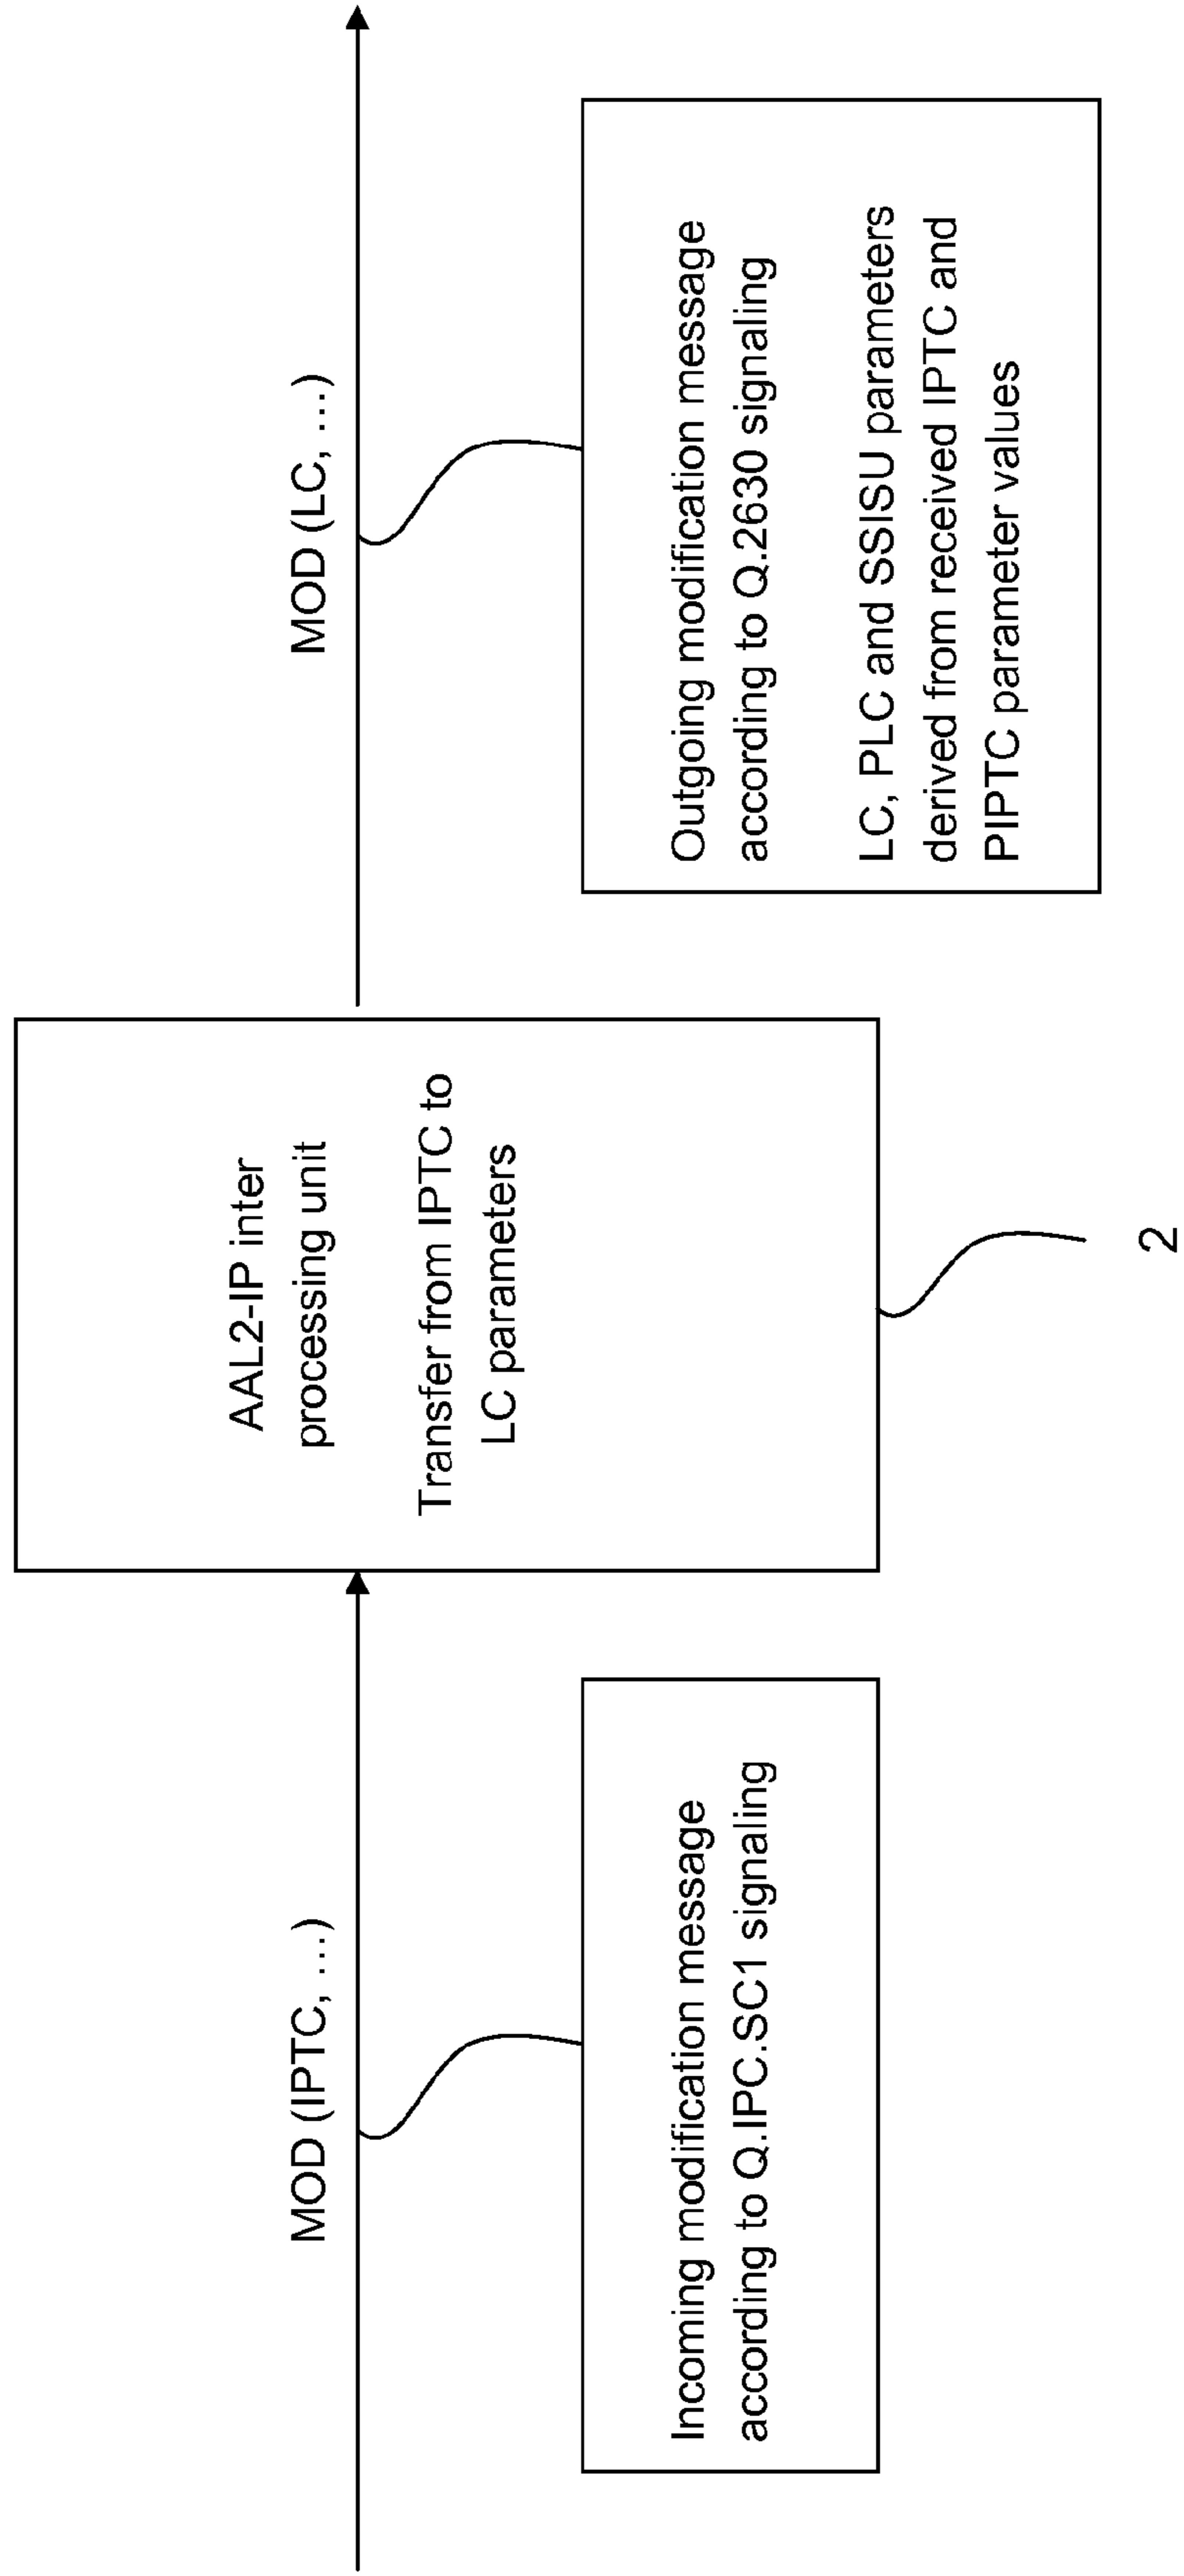 MOD (IPTC, ...)
Incoming modification message
according to Q.IPC.SC1 signaling
AAL2-IP inter
processing unit
Transfer from IPTC to
LC parameters
2
MOD (LC, ...)
Outgoing modification message
according to Q.2630 signaling
LC, PLC and SSISU parameters
derived from received IPTC and
PIPTC parameter values